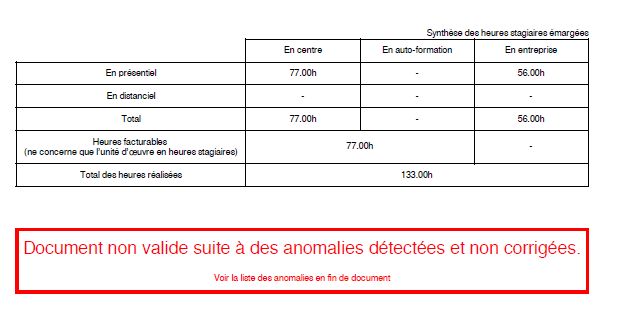 Synthèse des heures stagiaires émargées
En centre En auto-formation En entreprise
En présentiel 77.00h - 56.00h
En distanciel - - -
Total 77.00h - 56.00h
Heures facturables
(ne concerne que l'unité d'œuvre en heures stagiaires) 77.00h -
Total des heures réalisées 133.00h
Document non valide suite à des anomalies détectées et non corrigées.
Voir la liste des anomalies en fin de document